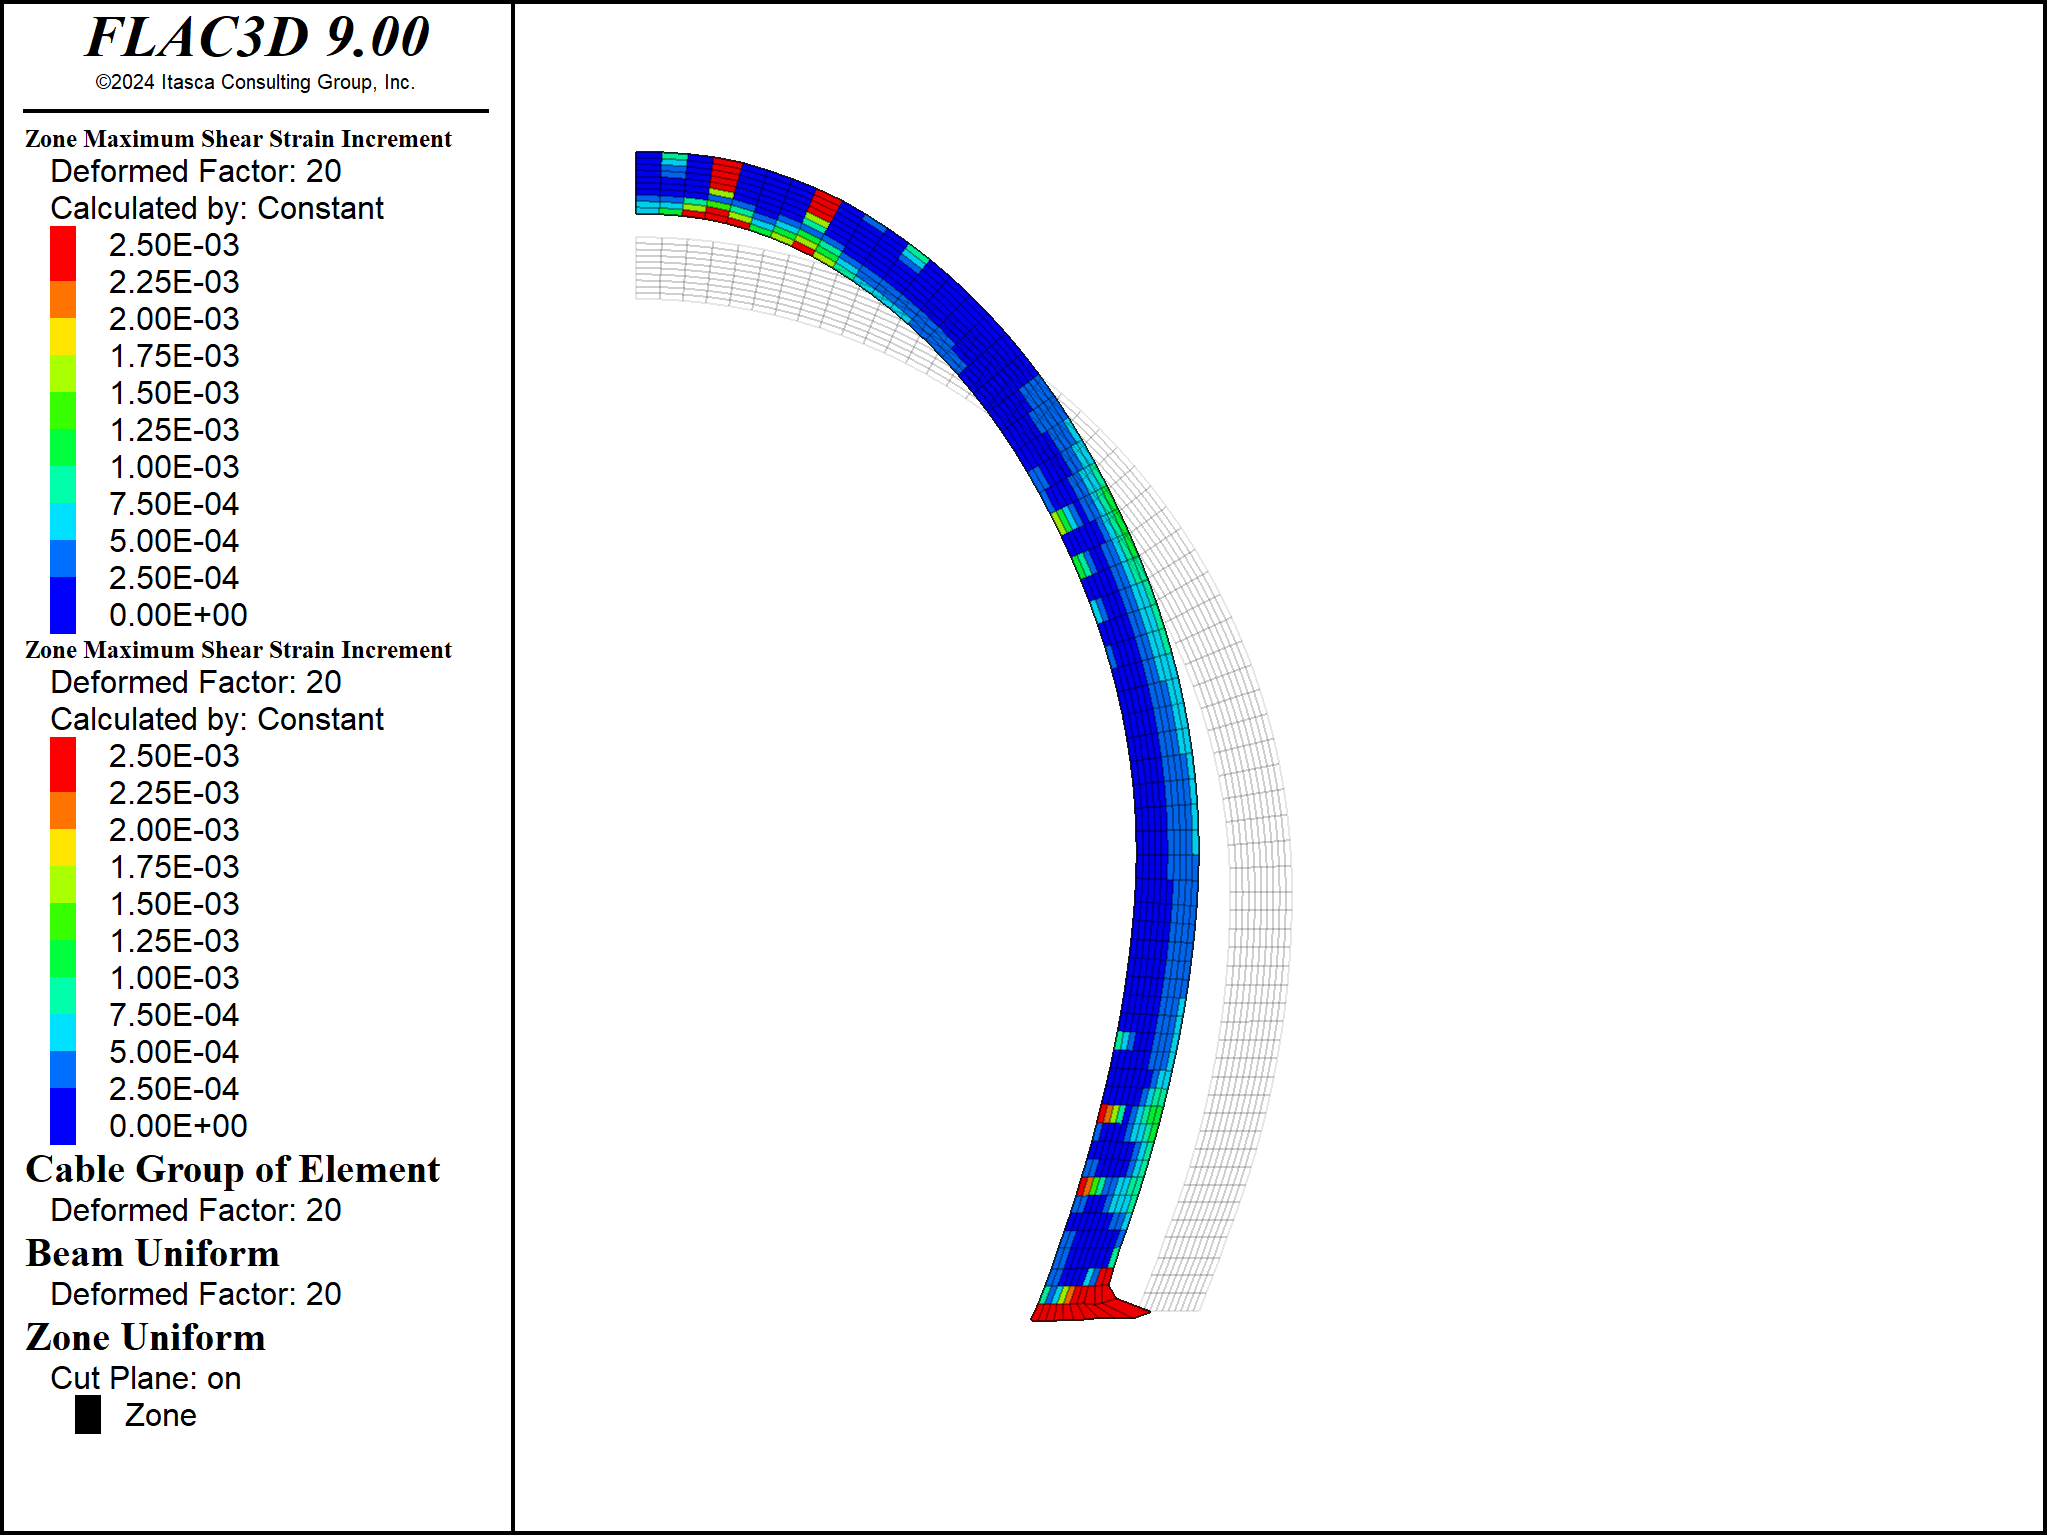 FLAC3D 9.00
©2024 Itasca Consulting Group, Inc.
Zone Maximum Shear Strain Increment
Deformed Factor: 20
Calculated by: Constant
2.50E-03
2.25E-03
2.00E-03
1.75E-03
1.50E-03
1.25E-03
1.00E-03
7.50E-04
5.00E-04
2.50E-04
0.00E+00
Zone Maximum Shear Strain Increment
Deformed Factor: 20
Calculated by: Constant
2.50E-03
2.25E-03
2.00E-03
1.75E-03
1.50E-03
1.25E-03
1.00E-03
7.50E-04
5.00E-04
2.50E-04
0.00E+00
Cable Group of Element
Deformed Factor: 20
Beam Uniform
Deformed Factor: 20
Zone Uniform
Cut Plane: on
Zone